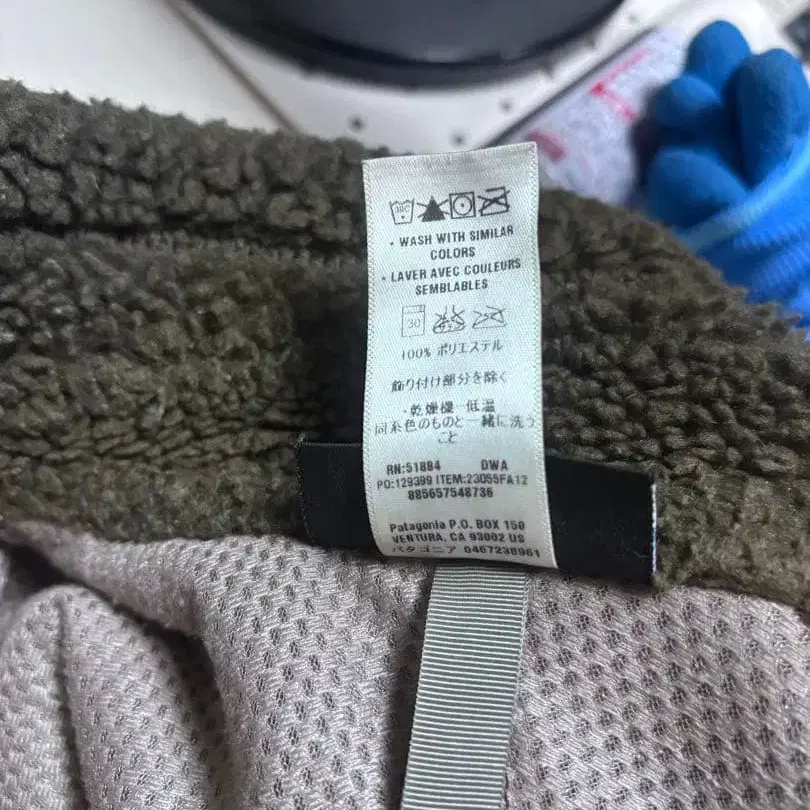 30C
• WASH WITH SIMILAR
COLORS
• LAVER AVEC COULEURS
SEMBLABLES
30
100% ポリエステル
飾り付け部分を除く
・乾燥機 低温
同系色のものと一緒に洗う
こと
RN:51884 DWA
PO:129399 ITEM:23055FA12
885657548736
Patagonia P.O. BOX 150
VENTURA, CA 93002 US
パタゴニア 0467238961